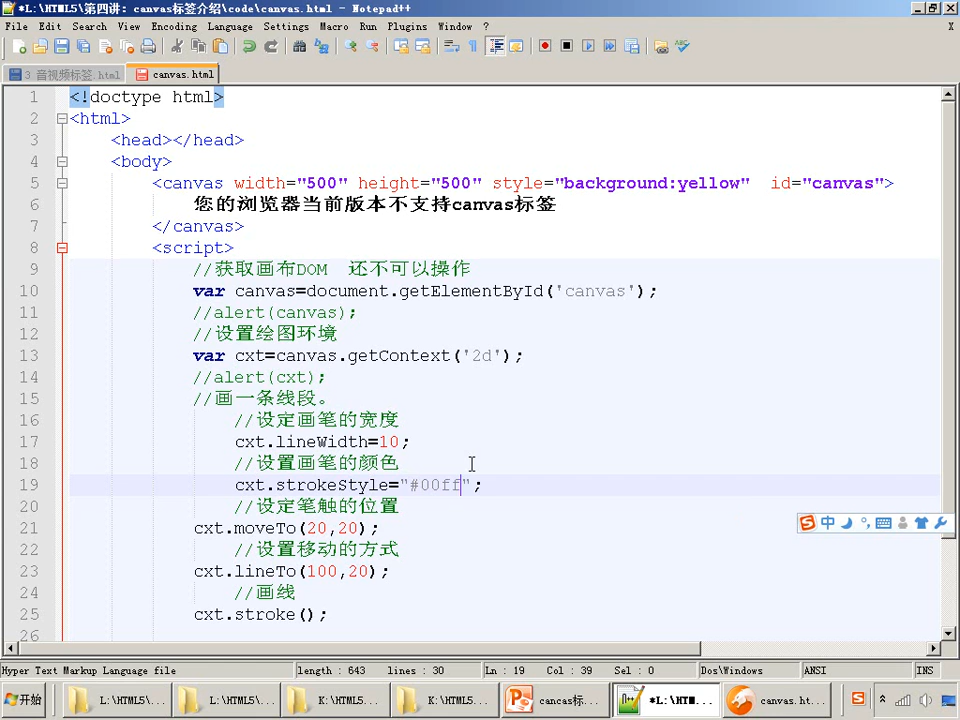 *L:\HTML5\第四讲：canvas标签介绍\code\canvas.html - Notepad++
File Edit Search View Encoding Language Settings Macro Run Plugins Window ?
X
3 音视频标签.html canvas.html
1 <!doctype html>
2 <html>
3 <head></head>
4 <body>
5 <canvas width="500" height="500" style="background:yellow" id="canvas">
6 您的浏览器当前版本不支持canvas标签
7 </canvas>
8 <script>
9 //获取画布DOM 还不可以操作
10 var canvas=document.getElementById('canvas');
11 //alert(canvas);
12 //设置绘图环境
13 var cxt=canvas.getContext('2d');
14 //alert(cxt);
15 //画一条线段。
16 //设定画笔的宽度
17 cxt.lineWidth=10;
18 //设置画笔的颜色
19 cxt.strokeStyle="#00ff";
20 //设定笔触的位置
21 cxt.moveTo(20,20);
22 //设置移动的方式
23 cxt.lineTo(100,20);
24 //画线
25 cxt.stroke();
26
中
Hyper Text Markup Language file length : 643 lines : 30 Ln : 19 Col : 39 Sel : 0 Dos\Windows ANSI INS
开始 L:\HTML5\... L:\HTML5\... K:\HTML5... K:\HTML5... cancas标... *L:\HTM... canvas.ht...